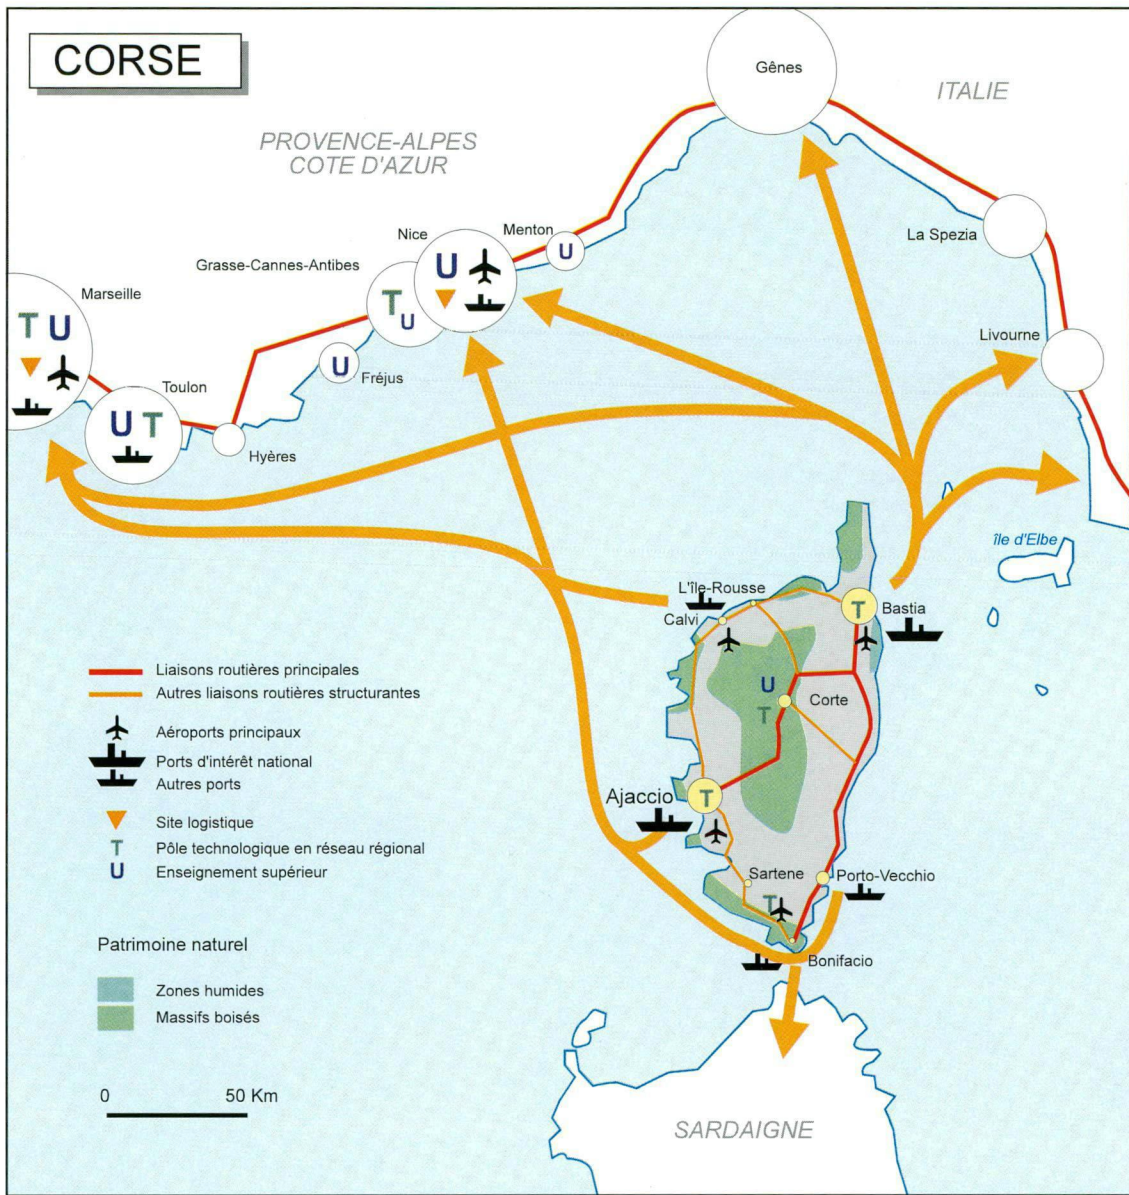 CORSE
Gênes
ITALIE
PROVENCE-ALPES
COTE D'AZUR
Nice
Menton
U
La Spezia
Grasse-Cannes-Antibes
U
T
U
Marseille
T U
Livourne
U
Fréjus
Toulon
U T
Hyères
île d'Elbe
L'île-Rousse
Calvi
T
Bastia
Liaisons routières principales
Autres liaisons routières structurantes
U
T
Corte
Aéroports principaux
Ports d'intérêt national
Autres ports
Ajaccio
T
Site logistique
T
Pôle technologique en réseau régional
U
Enseignement supérieur
Sartene
T
Porto-Vecchio
Bonifacio
Patrimoine naturel
Zones humides
Massifs boisés
0 50 Km
SARDAIGNE